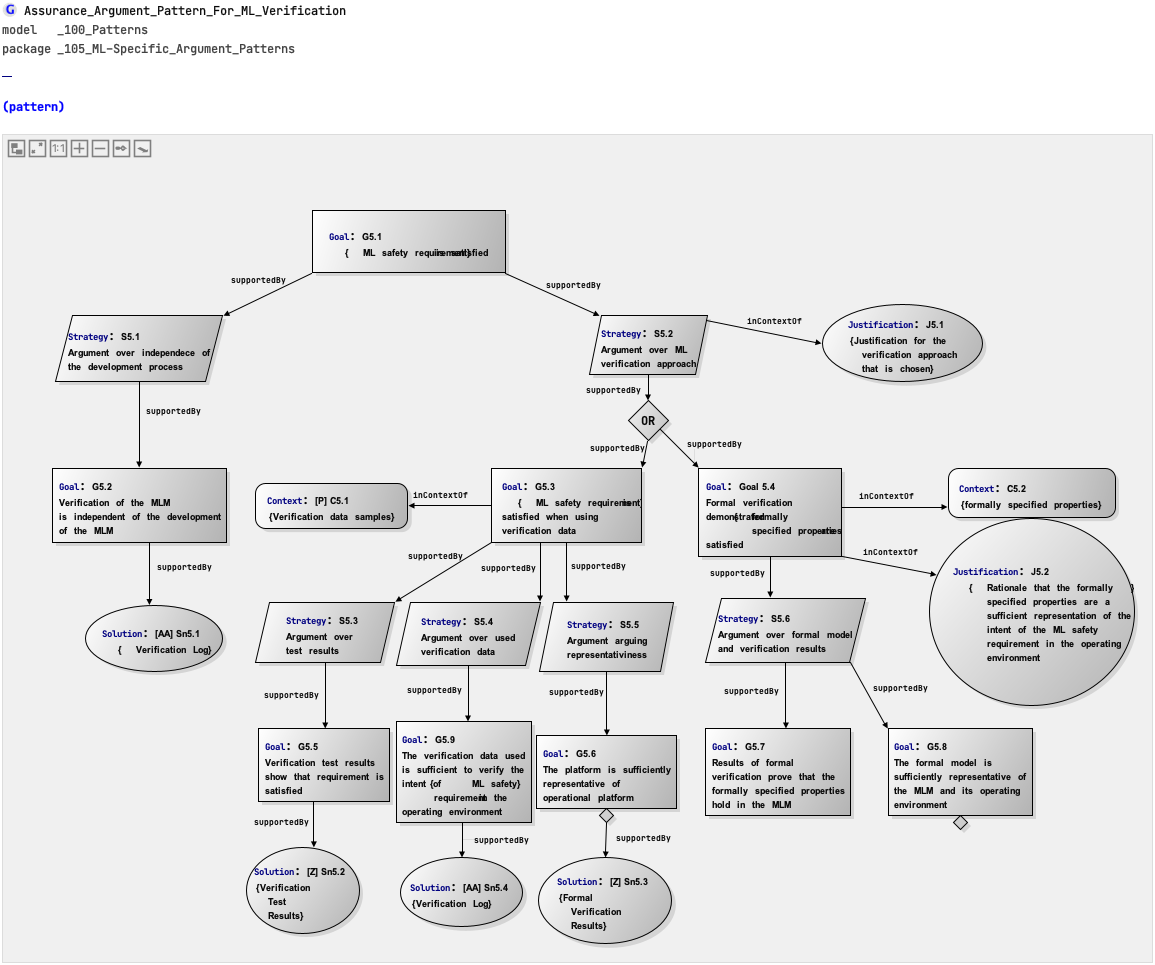 G Assurance_Argument_Pattern_For_ML_Verification
model _100_Patterns
package _105_ML-Specific_Argument_Patterns
(pattern)
1:1
Goal: G5.1
{ ML safety requirement} is satisfied
supportedBy
supportedBy
Strategy: S5.1
Argument over independece of
the development process
Strategy: S5.2
Argument over ML
verification approach
inContextOf
Justification: J5.1
{Justification for the
verification approach
that is chosen}
supportedBy
supportedBy
OR
supportedBy
supportedBy
Goal: G5.2
Verification of the MLM
is independent of the development
of the MLM
Context: [P] C5.1
{Verification data samples}
inContextOf
Goal: G5.3
{ ML safety requirement} is
satisfied when using
verification data
Goal: Goal 5.4
Formal verification
demonstrated {formally
specified properties} are
satisfied
inContextOf
Context: C5.2
{formally specified properties}
inContextOf
Justification: J5.2
{ Rationale that the formally }
specified properties are a
sufficient representation of the
intent of the ML safety
requirement in the operating
environment
supportedBy
supportedBy
supportedBy
supportedBy
supportedBy
Solution: [AA] Sn5.1
{ Verification Log}
Strategy: S5.3
Argument over
test results
Strategy: S5.4
Argument over used
verification data
Strategy: S5.5
Argument arguing
representativiness
Strategy: S5.6
Argument over formal model
and verification results
supportedBy
supportedBy
supportedBy
supportedBy
supportedBy
Goal: G5.5
Verification test results
show that requirement is
satisfied
Goal: G5.9
The verification data used
is sufficient to verify the
intent {of ML safety}
requirement in the
operating environment
Goal: G5.6
The platform is sufficiently
representative of
operational platform
Goal: G5.7
Results of formal
verification prove that the
formally specified properties
hold in the MLM
Goal: G5.8
The formal model is
sufficiently representative of
the MLM and its operating
environment
supportedBy
supportedBy
supportedBy
Solution: [Z] Sn5.2
{Verification
Test
Results}
Solution: [AA] Sn5.4
{Verification Log}
Solution: [Z] Sn5.3
{Formal
Verification
Results}